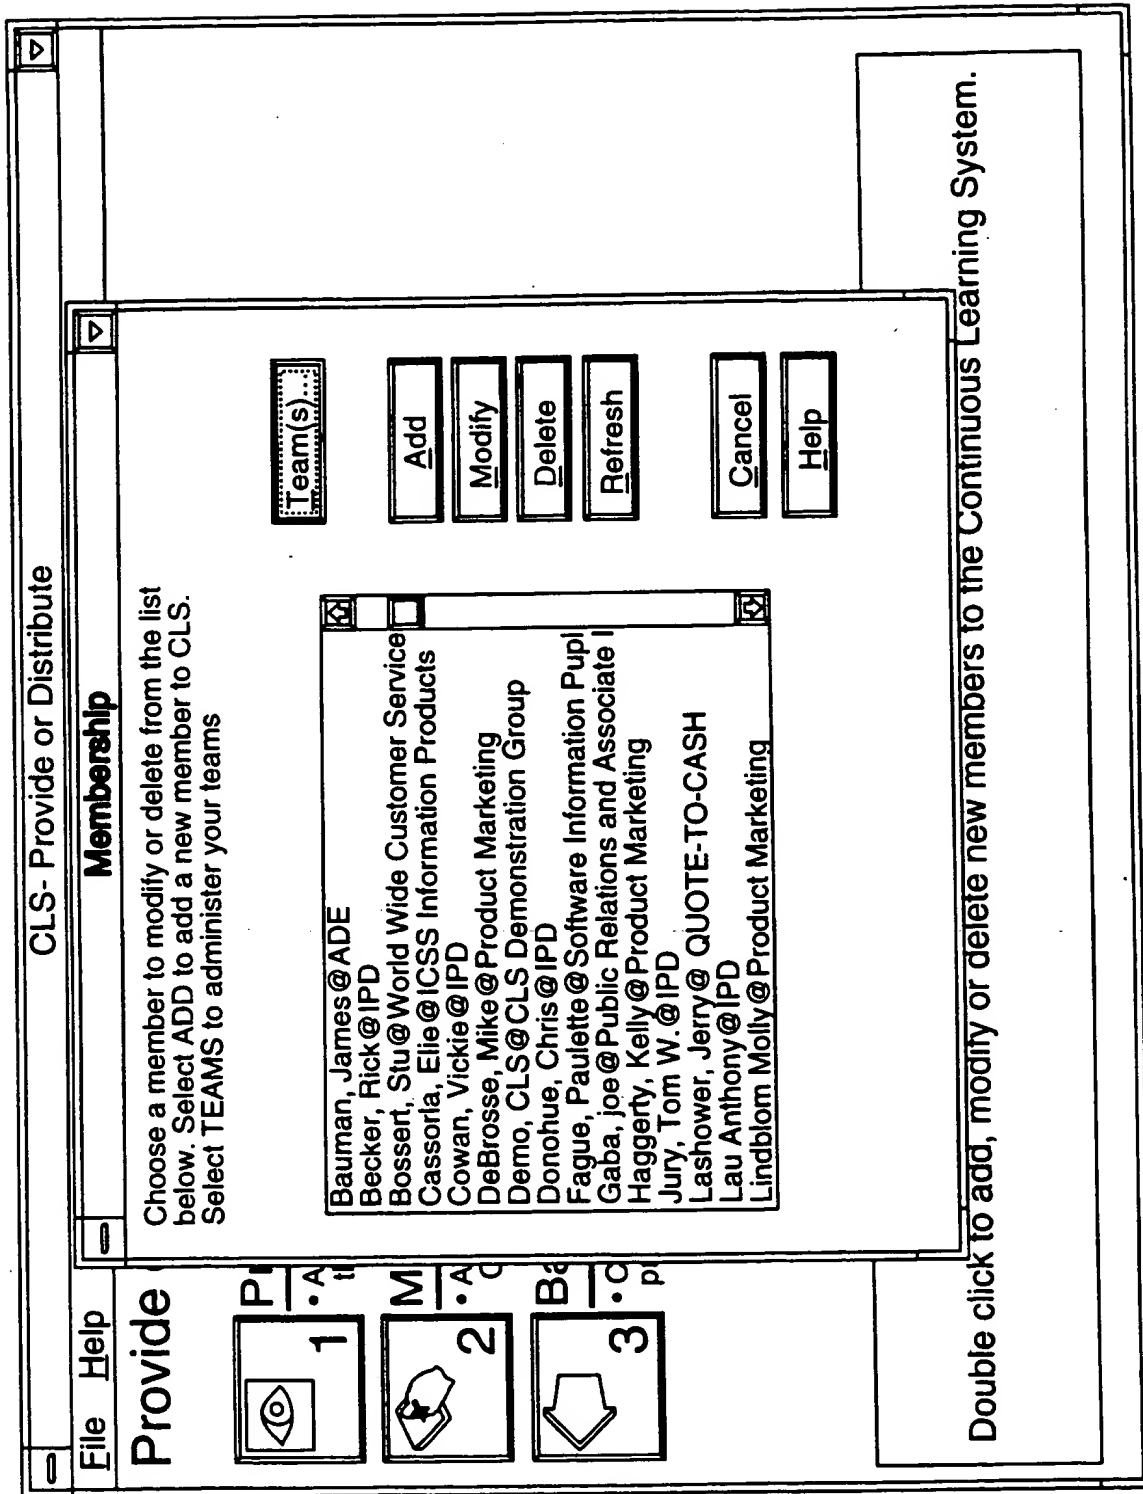 CLS- Provide or Distribute
File Help
Provide
Membership
Choose a member to modify or delete from the list
below. Select ADD to add a new member to CLS.
Select TEAMS to administer your teams
Team(s)...
Bauman, James@ADE
Becker, Rick@IPD
Bossert, Stu@World Wide Customer Service
Cassorla, Elie@ICSS Information Products
Cowan, Vickie@IPD
DeBrosse, Mike@Product Marketing
Demo, CLS@CLS Demonstration Group
Donohue, Chris@IPD
Fague, Paulette@Software Information Pupl
Gaba, joe@Public Relations and Associate I
Haggerty, Kelly@Product Marketing
Jury, Tom W.@IPD
Lashower, Jerry@ QUOTE-TO-CASH
Lau Anthony@IPD
Lindblom Molly@Product Marketing
Add
Modify
Delete
Refresh
Cancel
Help
1
2
3
Double click to add, modify or delete new members to the Continuous Learning System.